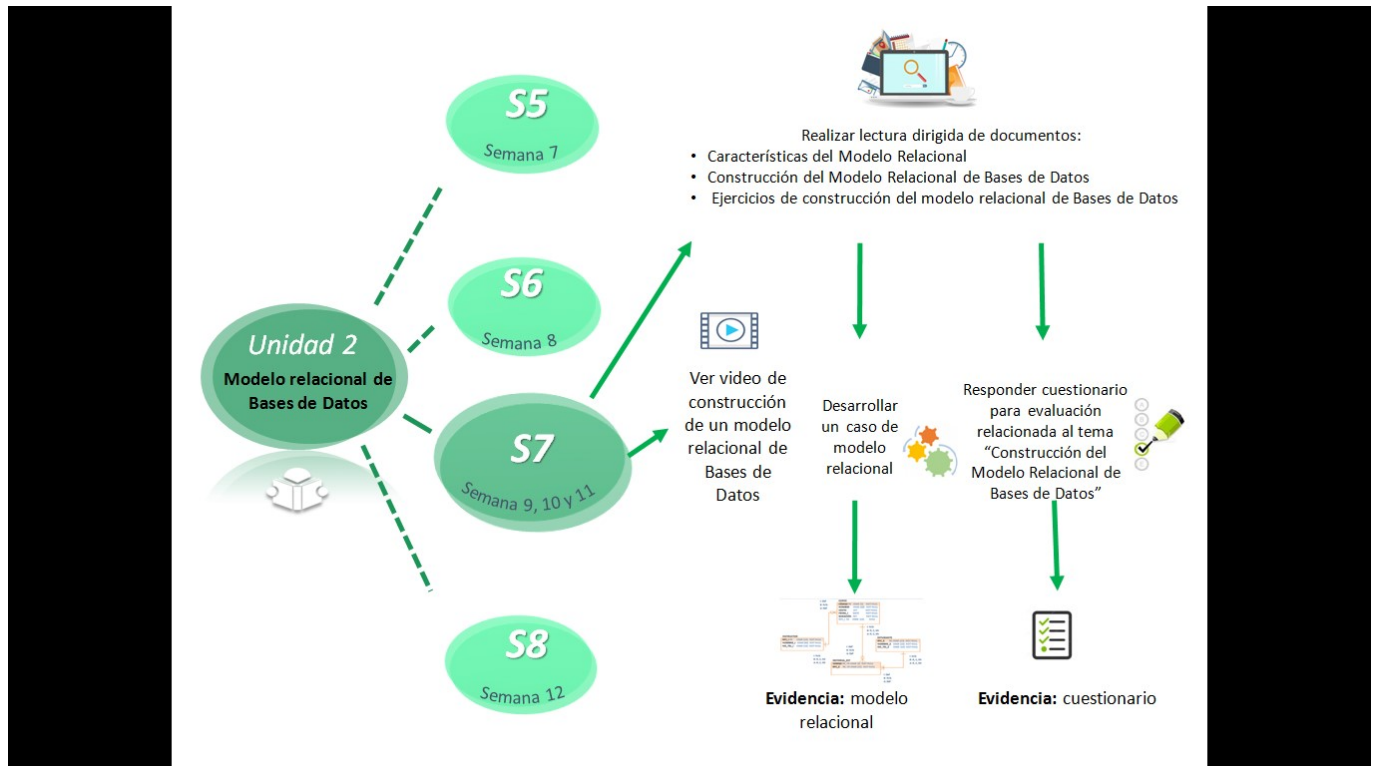 S5
Semana 7
S6
Semana 8
Unidad 2
Modelo relacional de
Bases de Datos
S7
Semana 9, 10 y 11
S8
Semana 12
Realizar lectura dirigida de documentos:
• Características del Modelo Relacional
• Construcción del Modelo Relacional de Bases de Datos
• Ejercicios de construcción del modelo relacional de Bases de Datos
Ver video de
construcción
de un modelo
relacional de
Bases de
Datos
Desarrollar
un caso de
modelo
relacional
Responder cuestionario
para evaluación
relacionada al tema
“Construcción del
Modelo Relacional de
Bases de Datos”
Evidencia: modelo
relacional
Evidencia: cuestionario